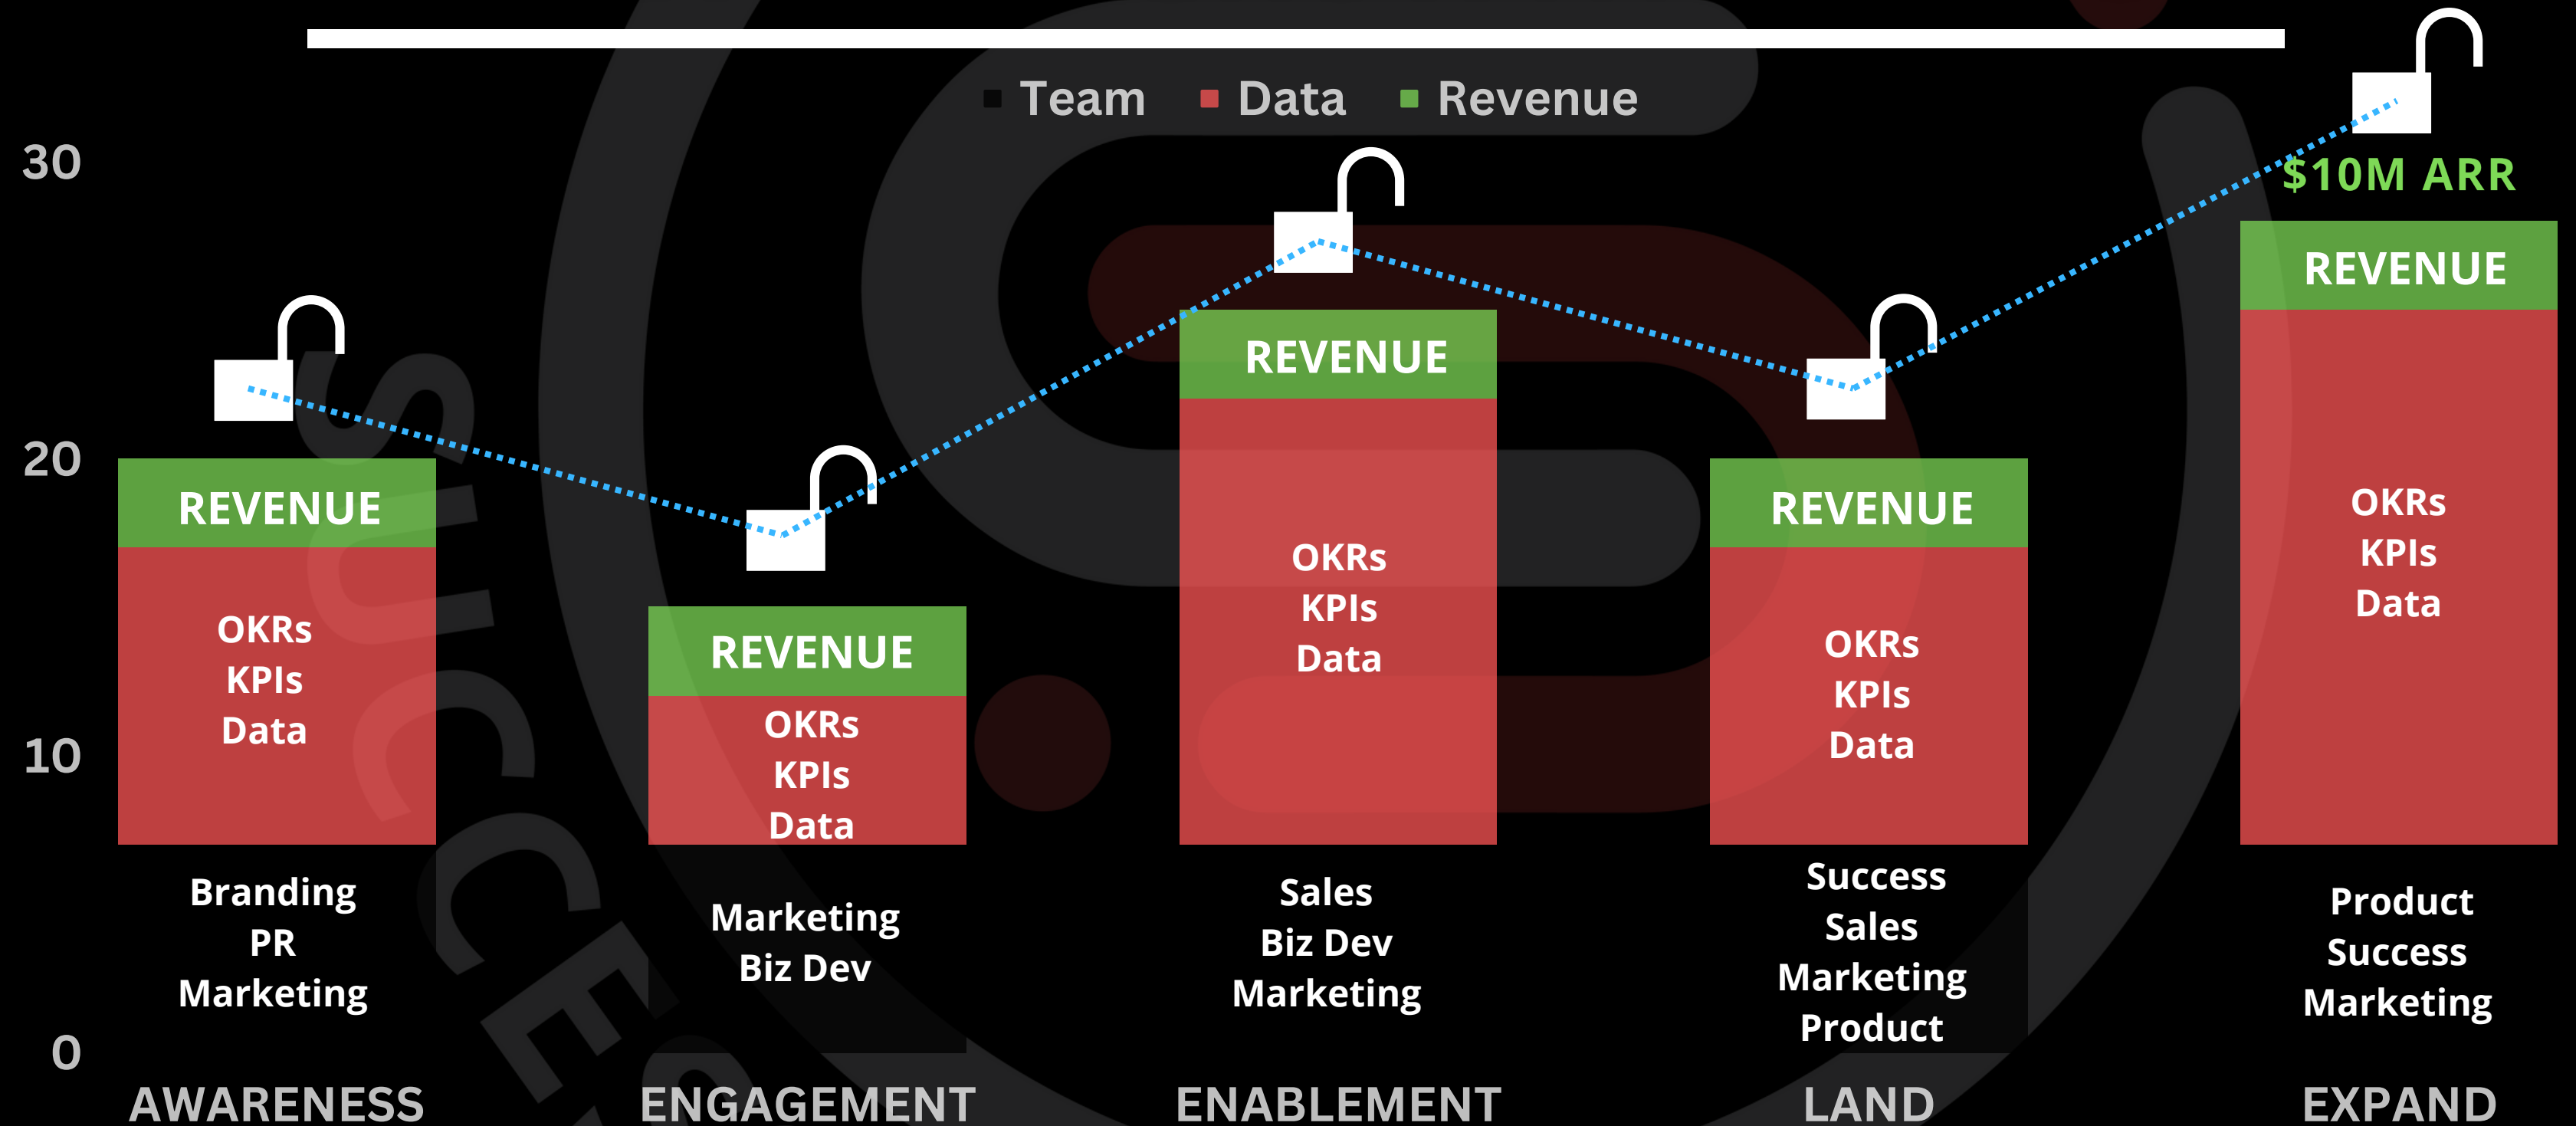 Team Data Revenue
30
20
10
0
$10M ARR
REVENUE
OKRs
KPIs
Data
Branding
PR
Marketing
AWARENESS
REVENUE
OKRs
KPIs
Data
Marketing
Biz Dev
ENGAGEMENT
REVENUE
OKRs
KPIs
Data
Sales
Biz Dev
Marketing
ENABLEMENT
REVENUE
OKRs
KPIs
Data
Success
Sales
Marketing
Product
LAND
REVENUE
OKRs
KPIs
Data
Product
Success
Marketing
EXPAND
SUCCES